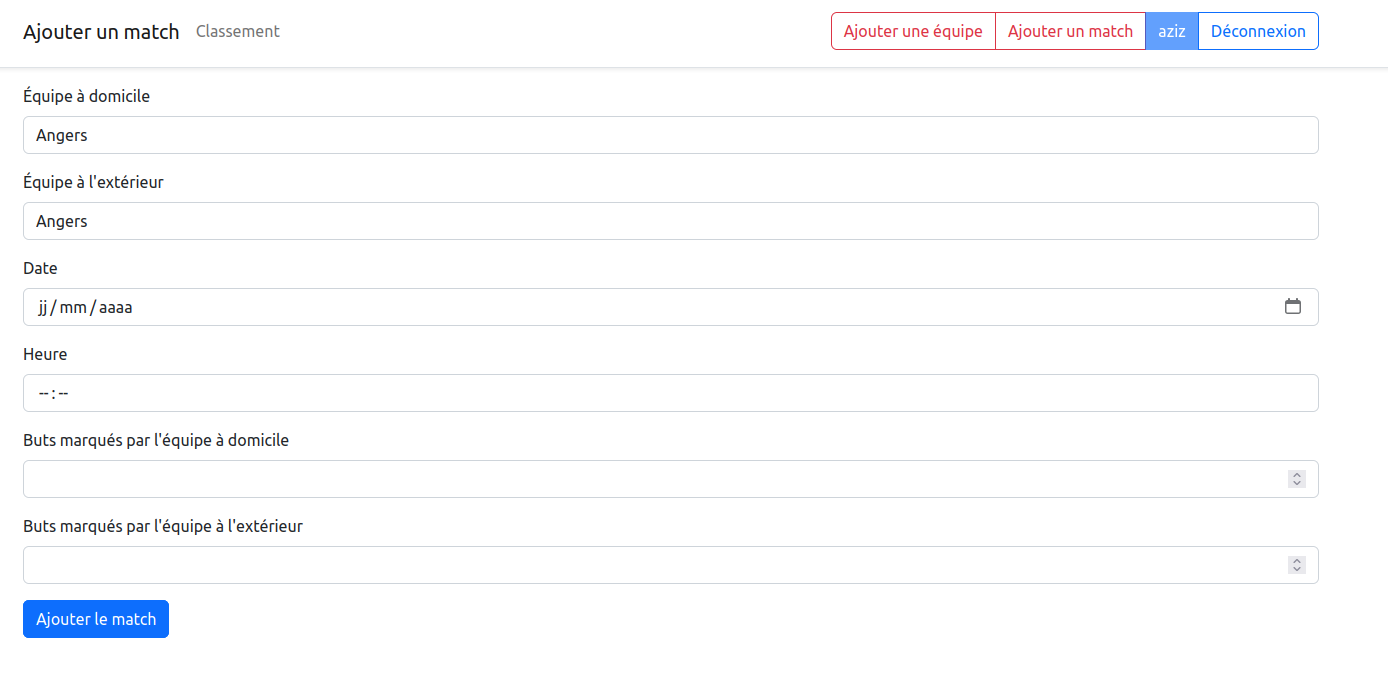 Ajouter un match Classement Ajouter une équipe Ajouter un match aziz Déconnexion
Équipe à domicile
Angers
Équipe à l'extérieur
Angers
Date
jj/mm/aaaa
Heure
--:--
Buts marqués par l'équipe à domicile
Buts marqués par l'équipe à l'extérieur
Ajouter le match